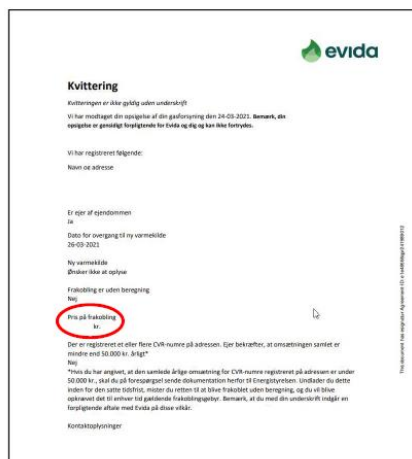 evida
Kvittering
Kvitteringen er ikke gyldig uden underskrift
Vi har modtaget din opsigelse af din gasforsyning den 24-03-2021. Bemærk, din
opsigelse er gensidigt forpligtende for Evida og dig og kan ikke fortrydes.
Vi har registreret følgende:
Navn og adresse
Er ejer af ejendommen
Ja
Dato for overgang til ny varmekilde
26-03-2021
Ny varmekilde
Ønsker ikke at oplyse
Frakobling er uden beregning
Nej
Pris på frakobling
kr.
Der er registreret et eller flere CVR-numre på adressen. Ejer bekræfter, at omsætningen samlet er
mindre end 50.000 kr. årligt*
Nej
*Hvis du har angivet, at den samlede årlige omsætning for CVR-numre registreret på adressen er under
50.000 kr., skal du på forespørgsel sende dokumentation herfor til Energistyrelsen. Undlader du dette
inden for den satte tidsfrist, mister du retten til at blive frakoblet uden beregning, og du vil blive
opkrævet det til enhver tid gældende frakoblingsgebyr. Bemærk, at du med din underskrift indgår en
forpligtende aftale med Evida på disse vilkår.
Kontaktoplysninger
This document has esignatur Agreement-ID: